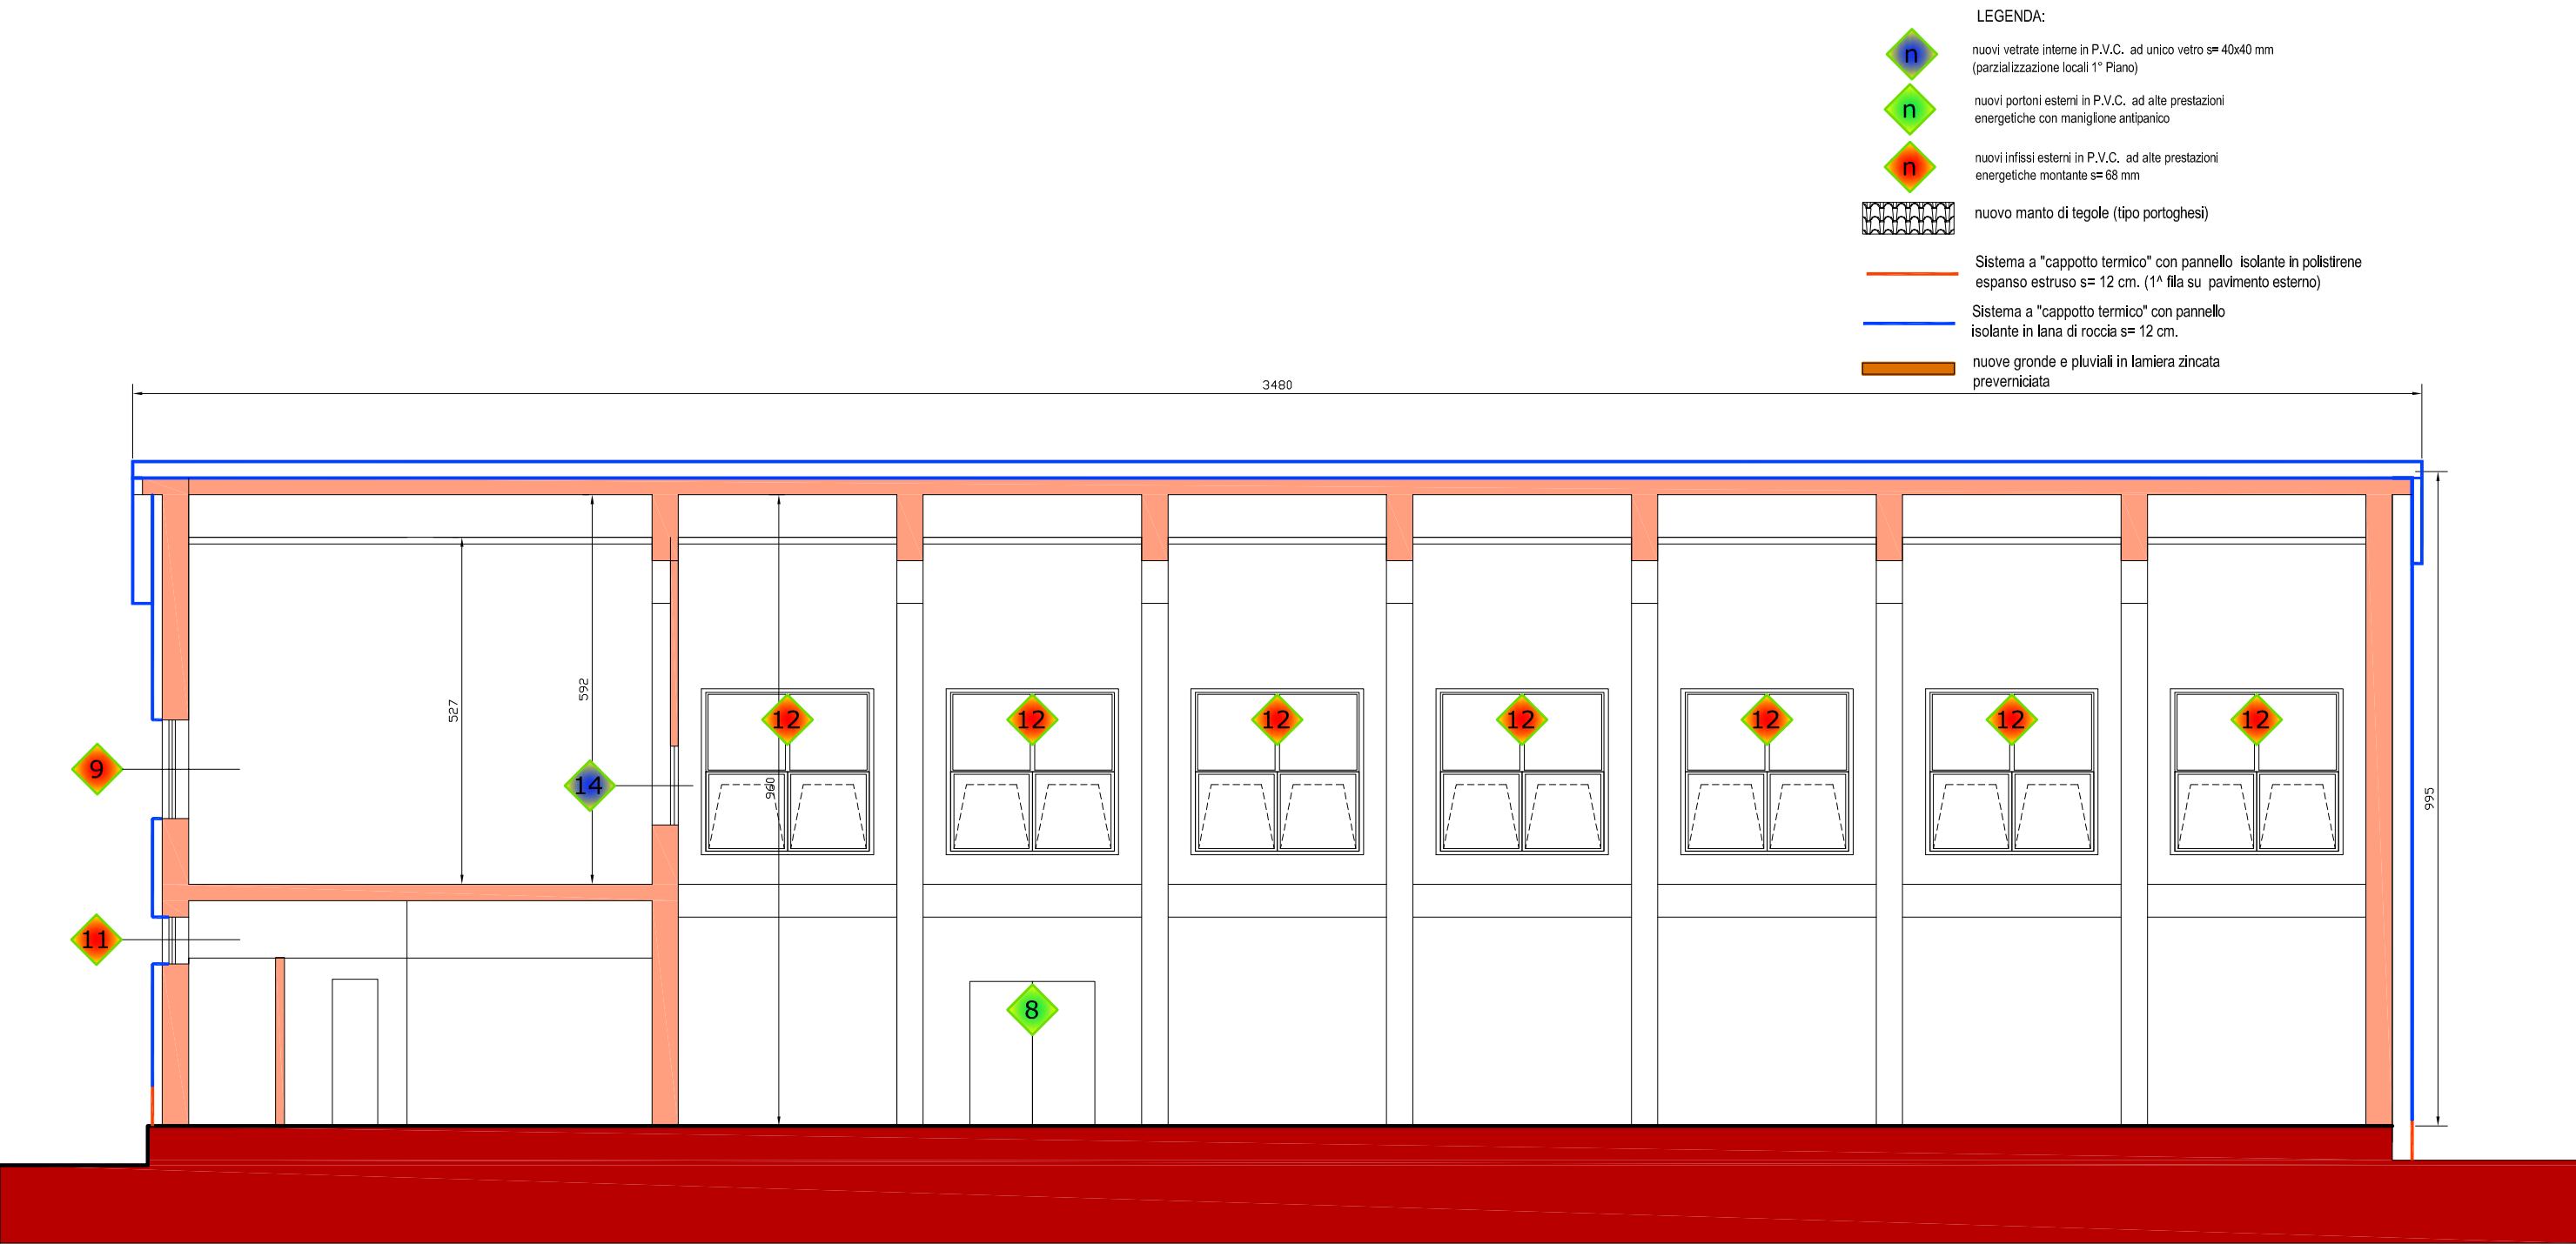 LEGENDA:
n
nuovi vetrate interne in P.V.C. ad unico vetro s= 40x40 mm
(parzializzazione locali 1° Piano)
n
nuovi portoni esterni in P.V.C. ad alte prestazioni
energetiche con maniglione antipanico
n
nuovi infissi esterni in P.V.C. ad alte prestazioni
energetiche montante s= 68 mm
nuovo manto di tegole (tipo portoghesi)
Sistema a "cappotto termico" con pannello isolante in polistirene
espanso estruso s= 12 cm. (1^ fila su pavimento esterno)
Sistema a "cappotto termico" con pannello
isolante in lana di roccia s= 12 cm.
nuove gronde e pluviali in lamiera zincata
preverniciata
3480
527
592
960
995
12
12
12
12
12
12
12
9
14
11
8